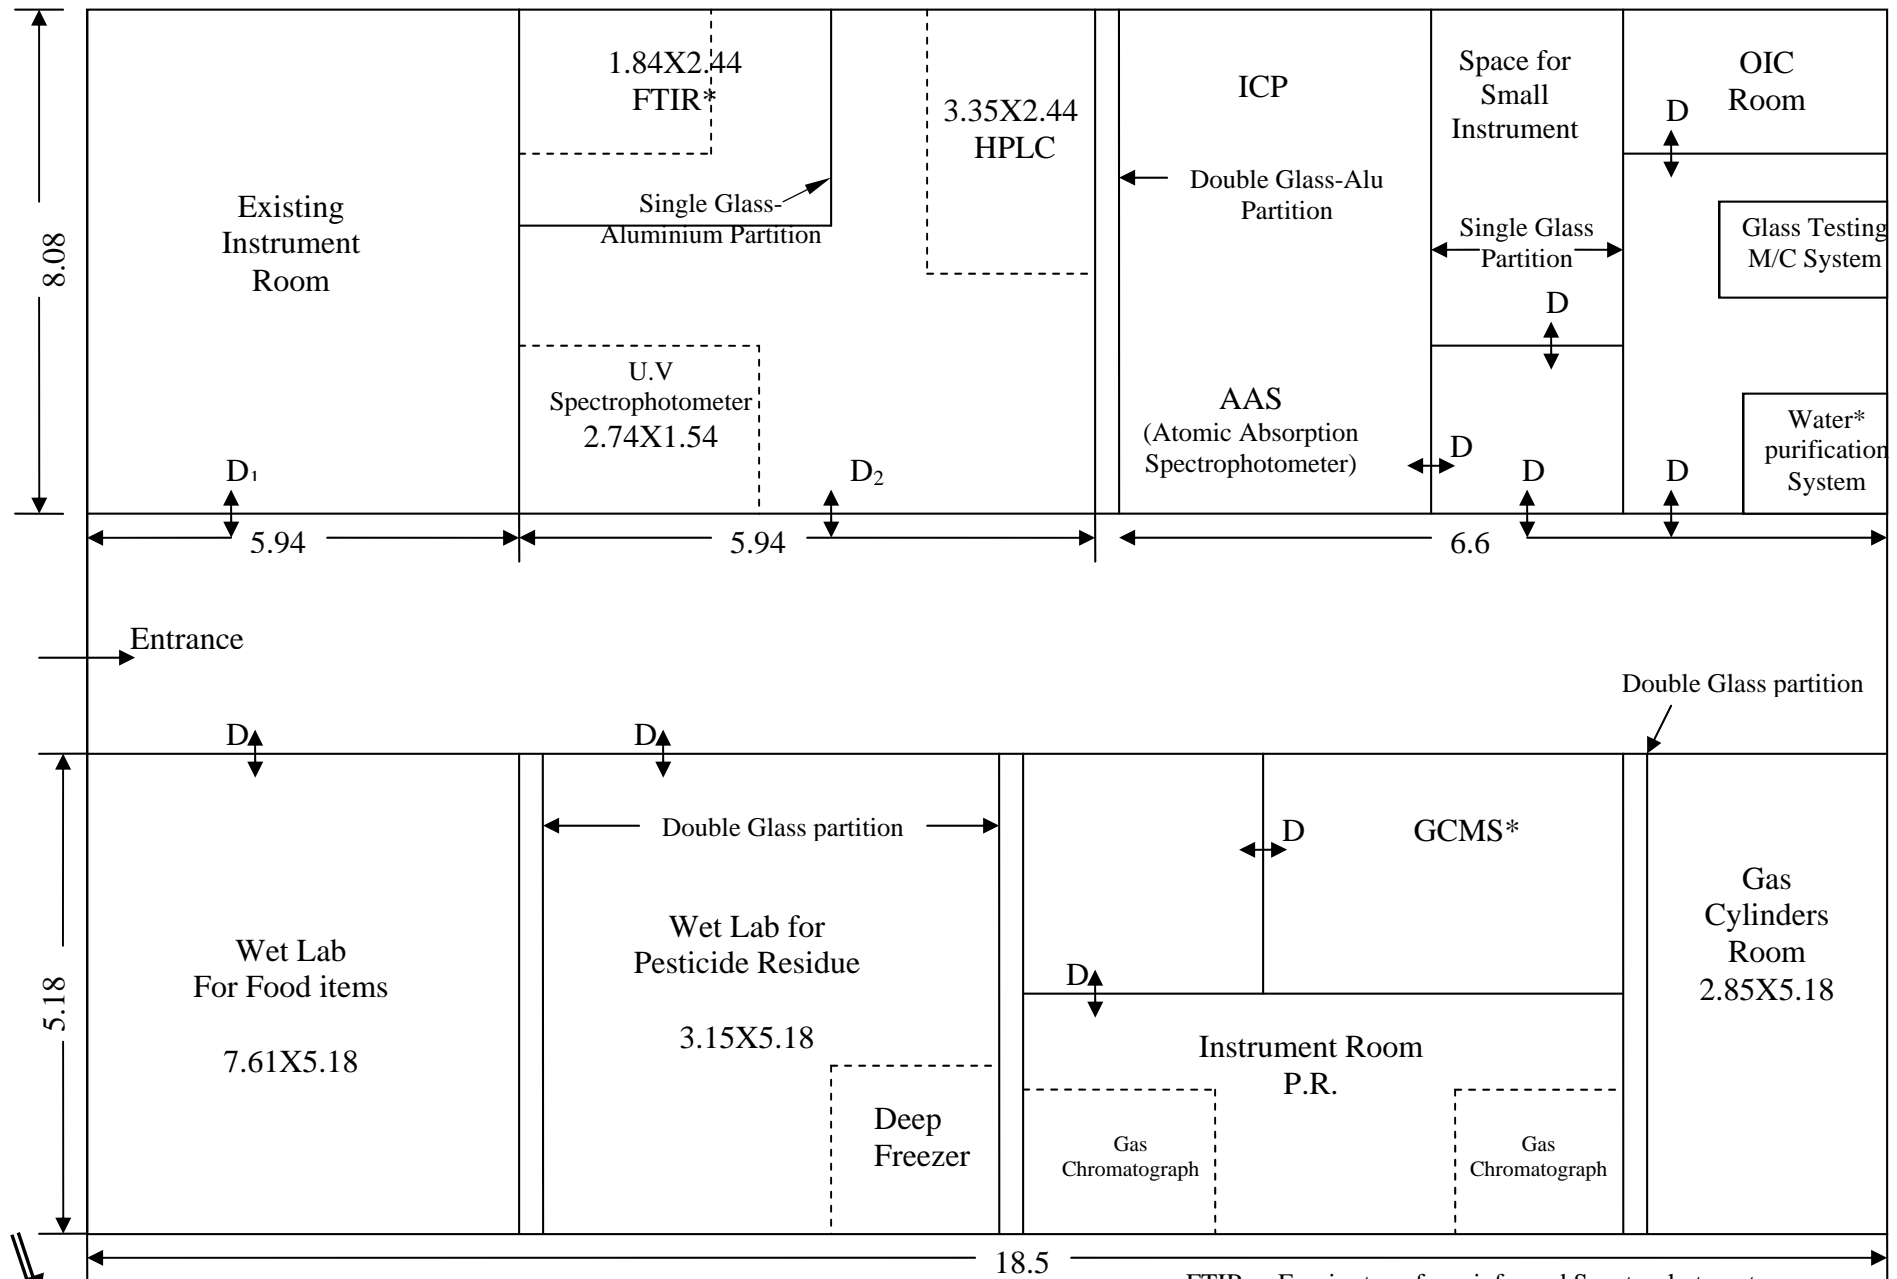 1.84X2.44
FTIR*
3.35X2.44
HPLC
ICP
Space for
Small
Instrument
OIC
Room
D
Existing
Instrument
Room
Single Glass-
Aluminium Partition
Double Glass-Alu
Partition
Single Glass
Partition
Glass Testing
M/C System
8.08
D
U.V
Spectrophotometer
2.74X1.54
AAS
(Atomic Absorption
Spectrophotometer)
D
Water*
purification
System
D₁
D₂
D
D
5.94
5.94
6.6
Entrance
Double Glass partition
D
D
Double Glass partition
D
GCMS*
Gas
Cylinders
Room
2.85X5.18
Wet Lab
For Food items
7.61X5.18
Wet Lab for
Pesticide Residue
3.15X5.18
D
5.18
Instrument Room
P.R.
Deep
Freezer
Gas
Chromatograph
Gas
Chromatograph
18.5